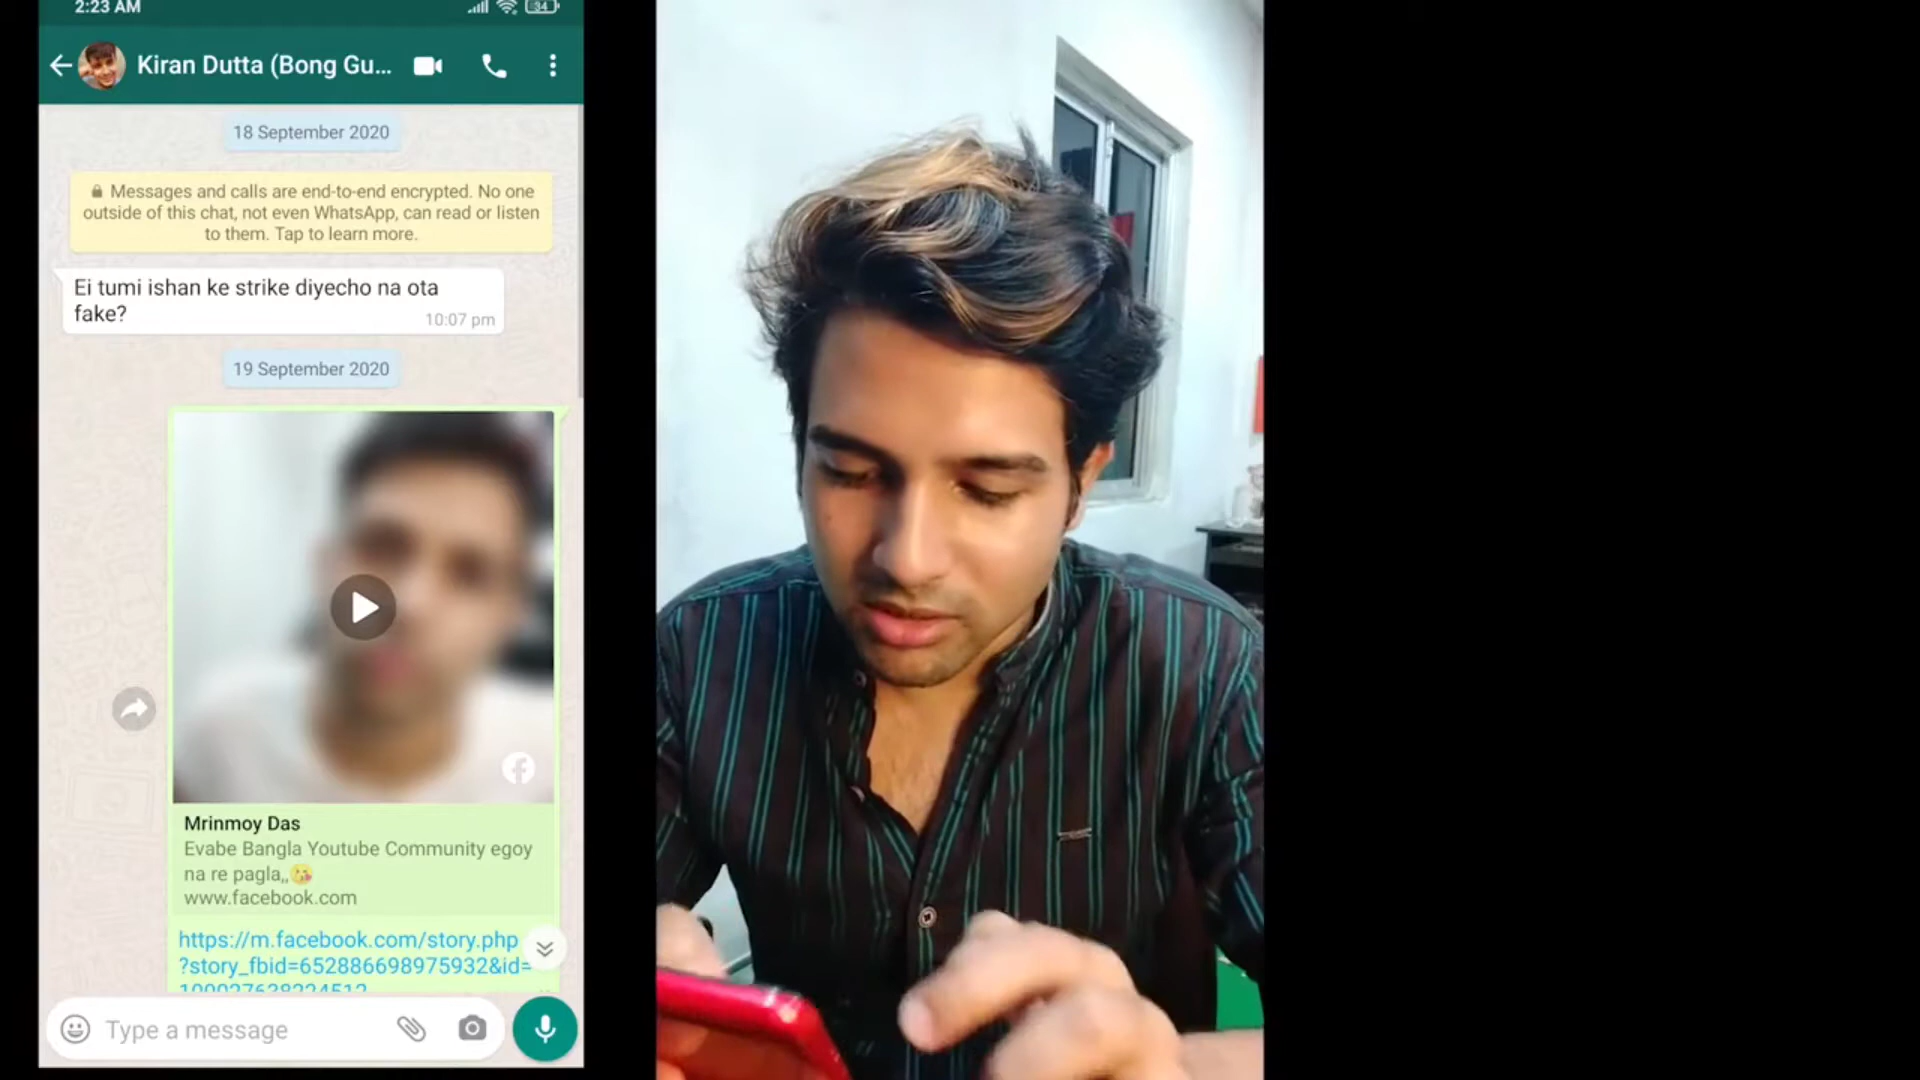 2:23 AM
34
Kiran Dutta (Bong Gu...
18 September 2020
Messages and calls are end-to-end encrypted. No one
outside of this chat, not even WhatsApp, can read or listen
to them. Tap to learn more.
Ei tumi ishan ke strike diyecho na ota
fake?
10:07 pm
19 September 2020
Mrinmoy Das
Evabe Bangla Youtube Community egoy
na re pagla,,😘
www.facebook.com
https://m.facebook.com/story.php
?story_fbid=652886698975932&id=
100027638224512
Type a message